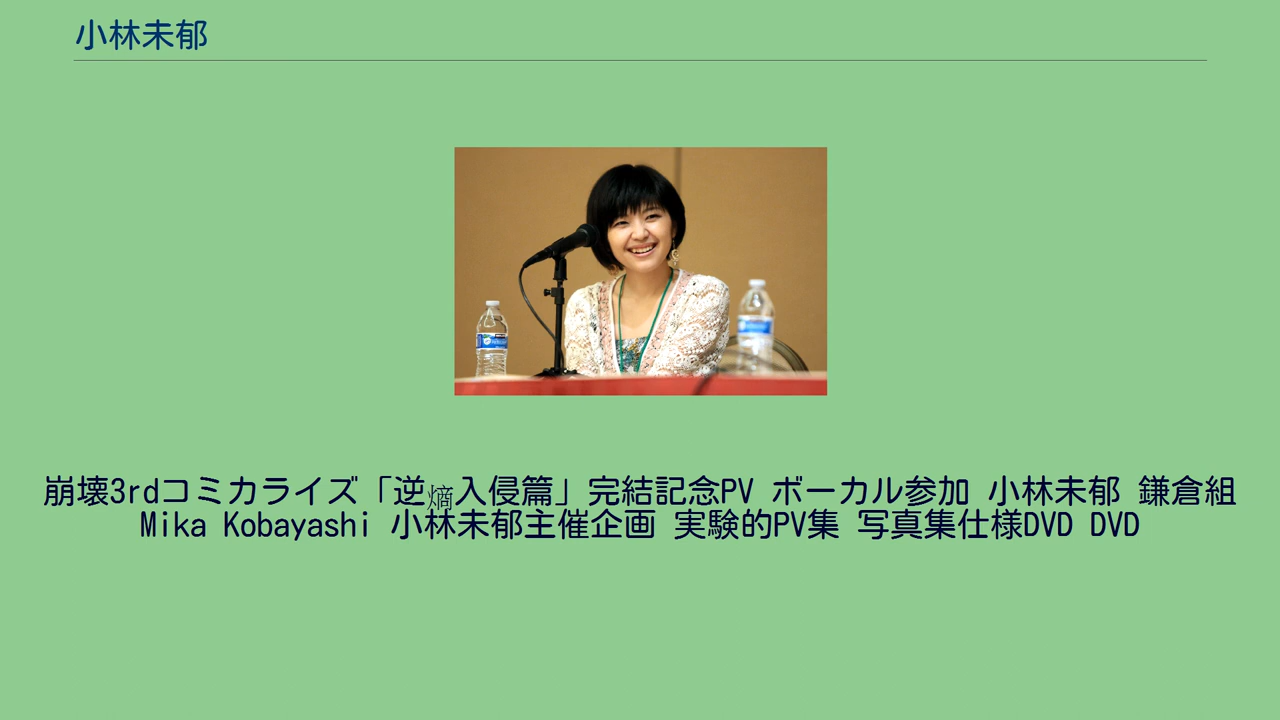 小林未郁
崩壊3rdコミカライズ「逆熵入侵篇」完結記念PV ボーカル参加 小林未郁 鎌倉組
Mika Kobayashi 小林未郁主催企画 実験的PV集 写真集仕様DVD DVD